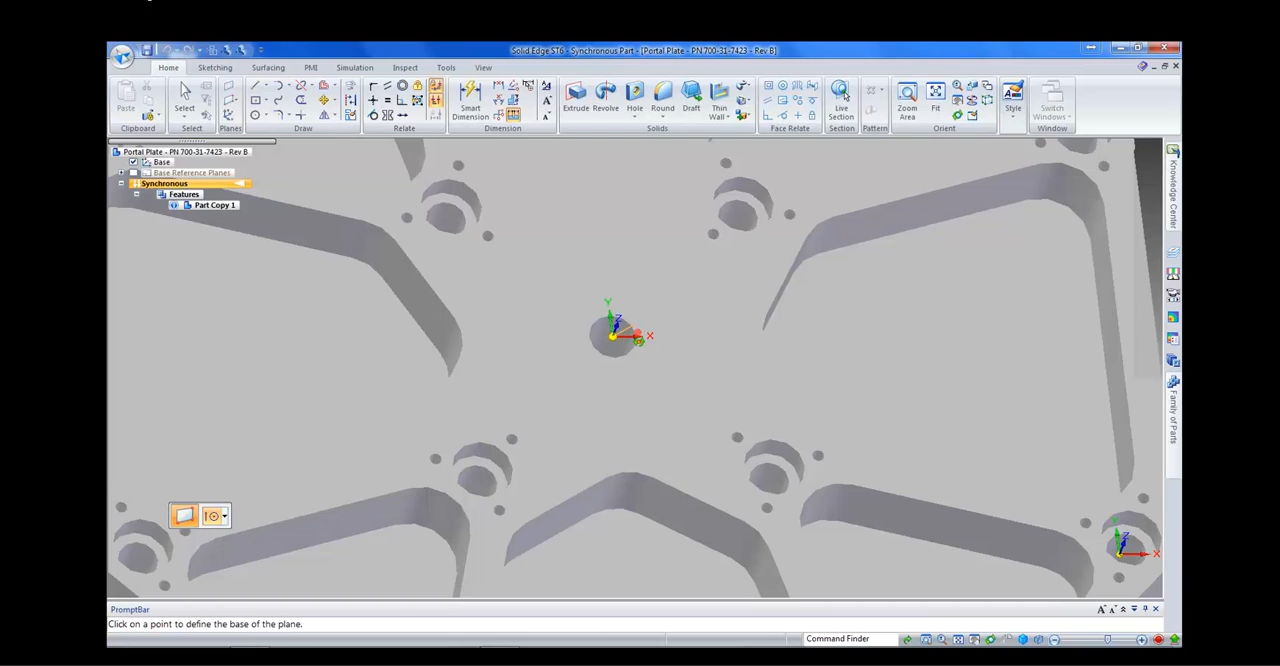 Solid Edge ST6 - Synchronous Part - [Portal Plate - PN 700-31-7423 - Rev B]
Home Sketching Surfacing PMI Simulation Inspect Tools View
Paste Select Smart Dimension Extrude Revolve Hole Round Draft Thin Wall Live Section Zoom Area Fit Style Switch Windows
Clipboard Select Planes Draw Relate Dimension Solids Face Relate Section Pattern Orient Window
Portal Plate - PN 700-31-7423 - Rev B
Base
Base Reference Planes
Synchronous
Features
Part Copy 1
Knowledge Center
Family of Parts
Y
Z
X
Y
Z
X
PromptBar
Click on a point to define the base of the plane.
Command Finder